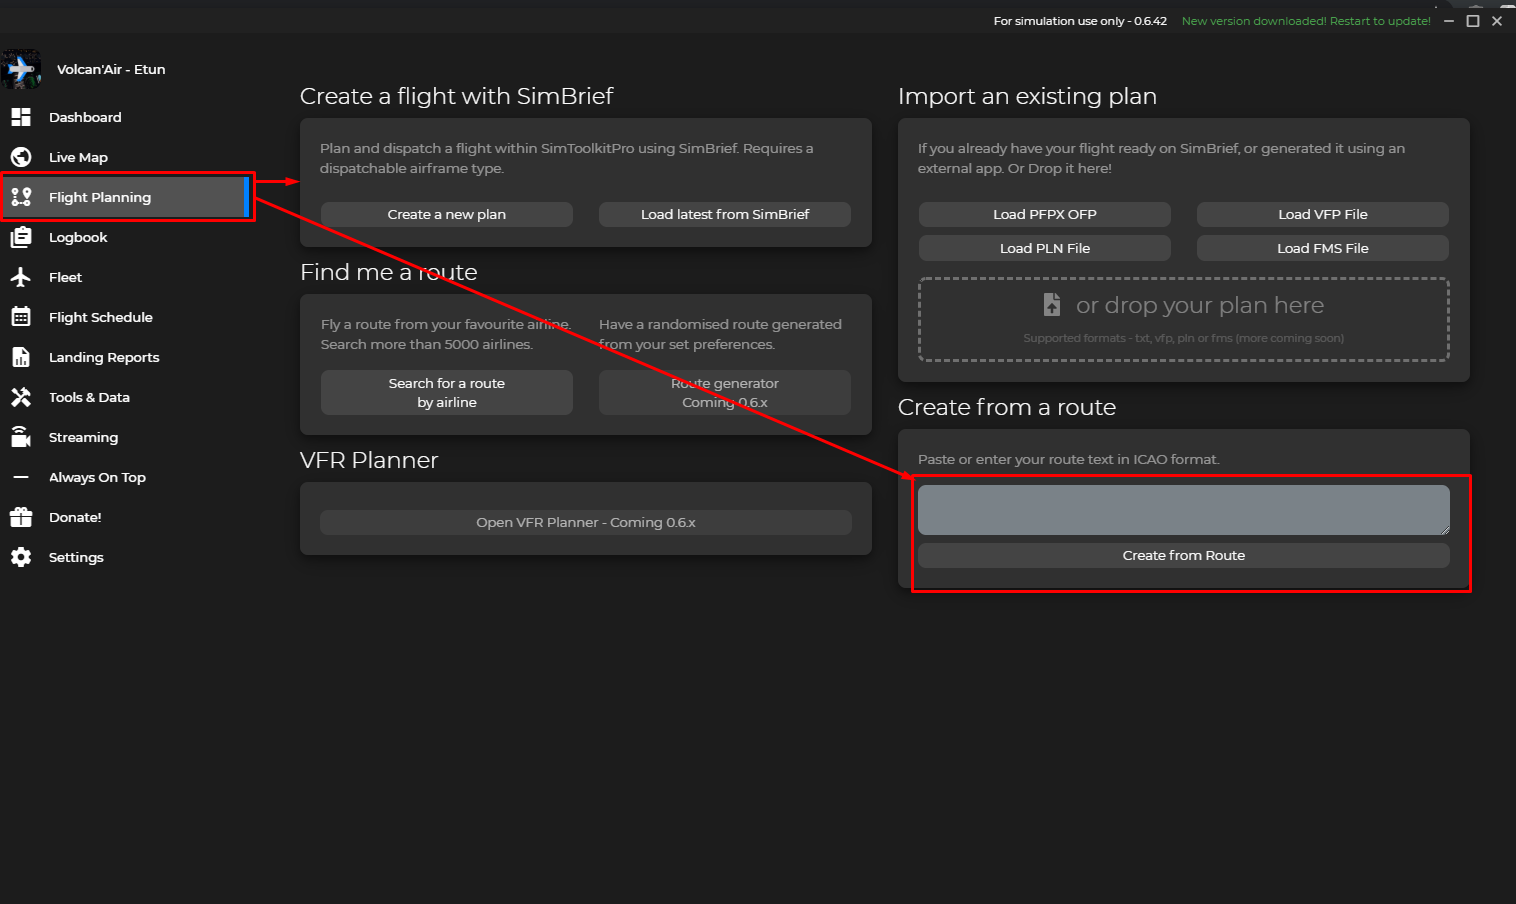 For simulation use only - 0.6.42
New version downloaded! Restart to update!
Volcan'Air - Etun
Dashboard
Live Map
Flight Planning
Logbook
Fleet
Flight Schedule
Landing Reports
Tools & Data
Streaming
Always On Top
Donate!
Settings
Create a flight with SimBrief
Plan and dispatch a flight within SimToolkitPro using SimBrief. Requires a
dispatchable airframe type.
Create a new plan
Load latest from SimBrief
Find me a route
Fly a route from your favourite airline.
Search more than 5000 airlines.
Search for a route
by airline
Have a randomised route generated
from your set preferences.
Route generator
Coming 0.6.x
VFR Planner
Open VFR Planner - Coming 0.6.x
Import an existing plan
If you already have your flight ready on SimBrief, or generated it using an
external app. Or Drop it here!
Load PFPX OFP
Load VFP File
Load PLN File
Load FMS File
or drop your plan here
Supported formats - txt, vfp, pln or fms (more coming soon)
Create from a route
Paste or enter your route text in ICAO format.
Create from Route